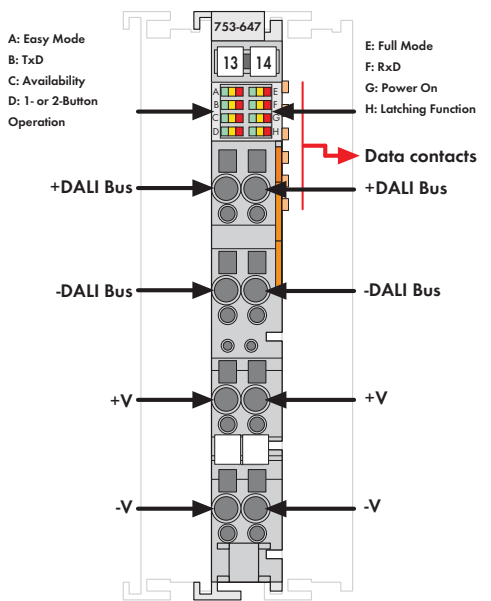 753-647
13 14
A: Easy Mode
B: TxD
C: Availability
D: 1- or 2-Button
Operation
E: Full Mode
F: RxD
G: Power On
H: Latching Function
A E
B F
C G
D H
Data contacts
+DALI Bus +DALI Bus
-DALI Bus -DALI Bus
+V +V
-V -V